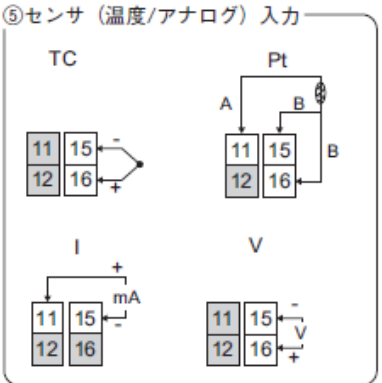 ⑤センサ（温度/アナログ）入力
TC
11 15 -
12 16 +
Pt
A B
11 15 B
12 16
I
+
mA
11 15 -
12 16
V
11 15 -
V
12 16 +